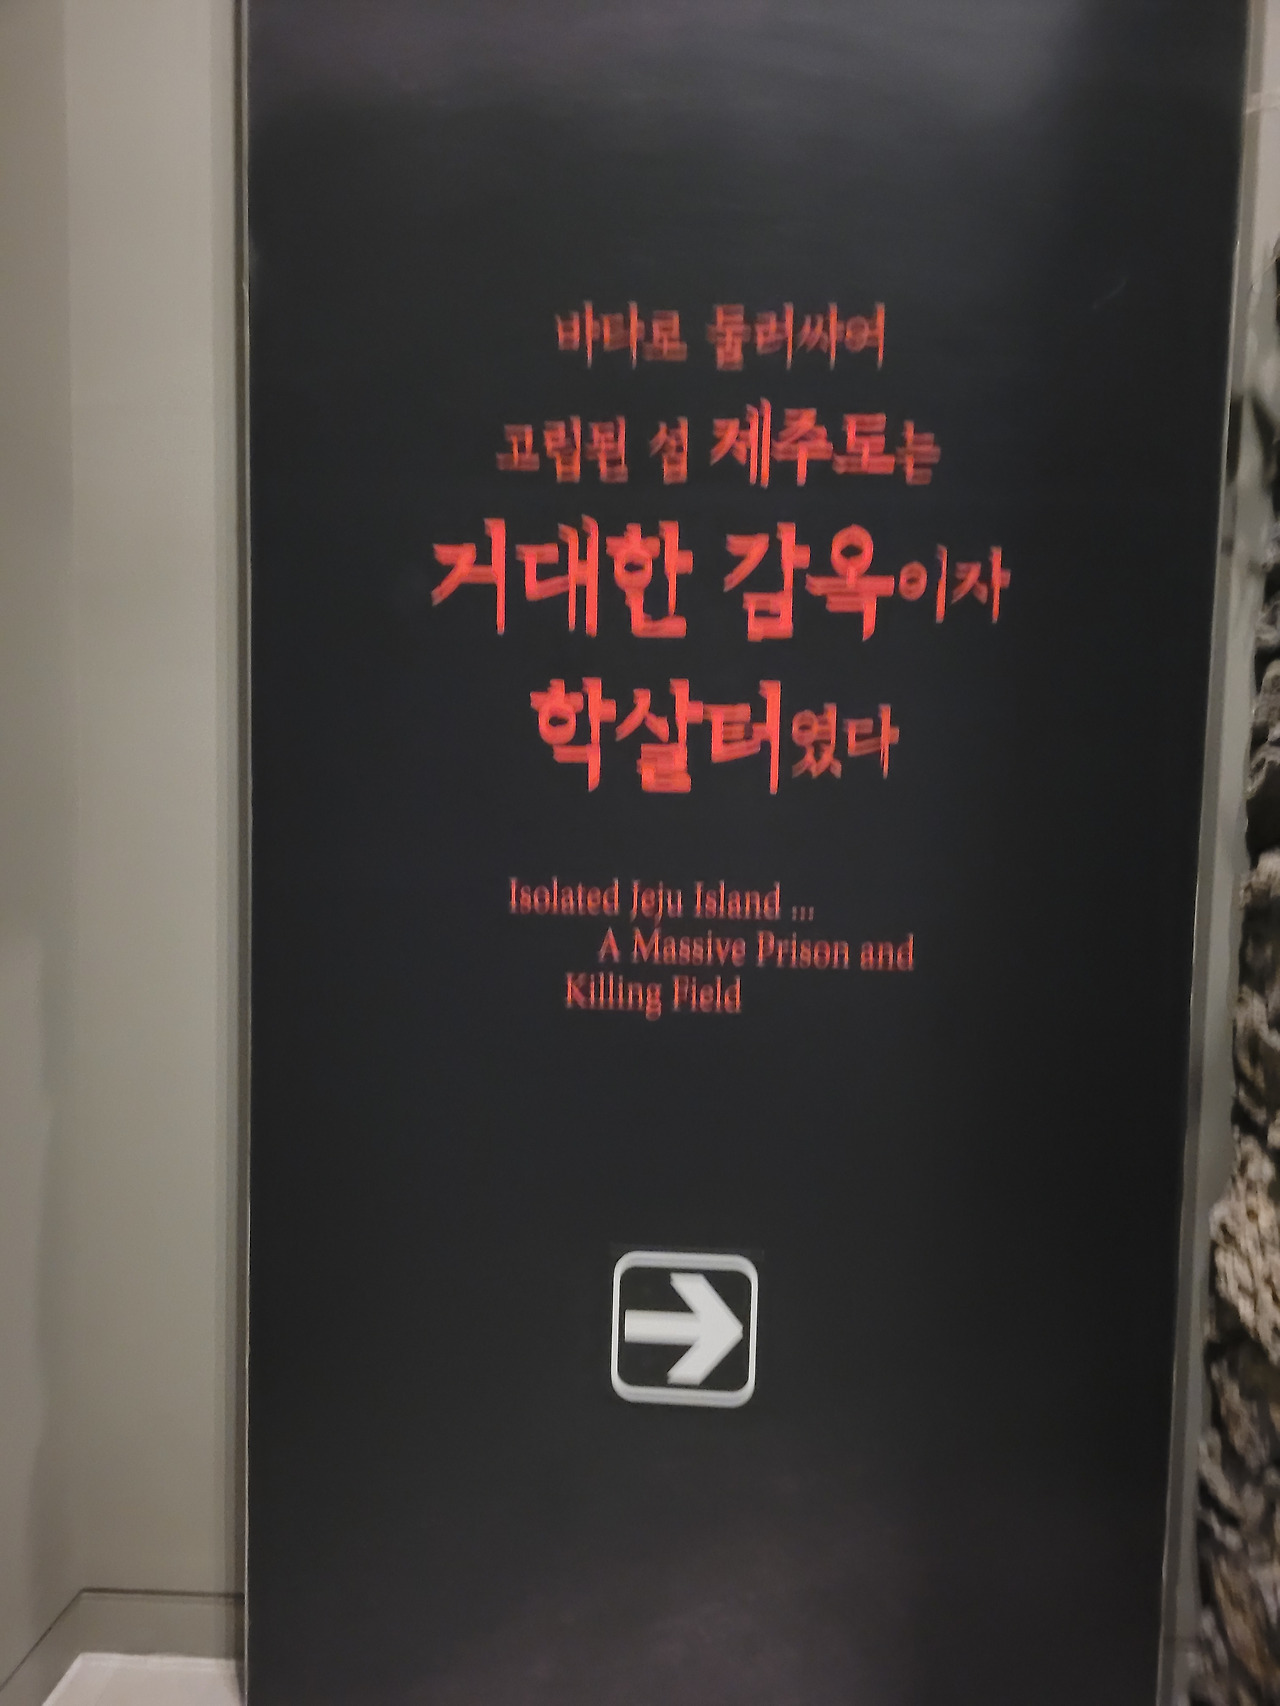 바다로 둘러싸여
고립된 섬 제주도는
거대한 감옥이자
학살터였다
Isolated Jeju Island ...
A Massive Prison and
Killing Field